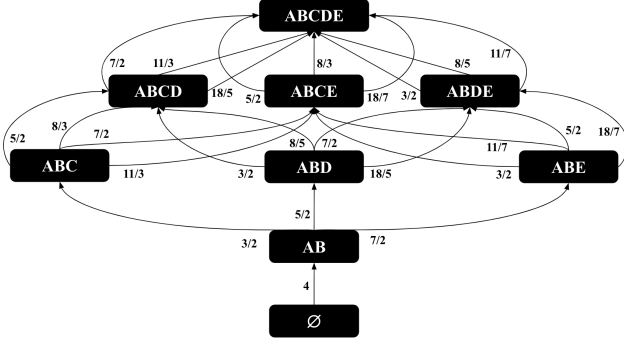 ABCDE
7/2 11/3 8/3 8/5 11/7
ABCD ABCE ABDE
18/5 5/2 18/7 3/2
5/2 8/3 7/2 8/5 7/2 11/7 5/2 18/7
ABC ABD ABE
11/3 3/2 18/5 3/2
5/2
3/2 AB 7/2
4
∅